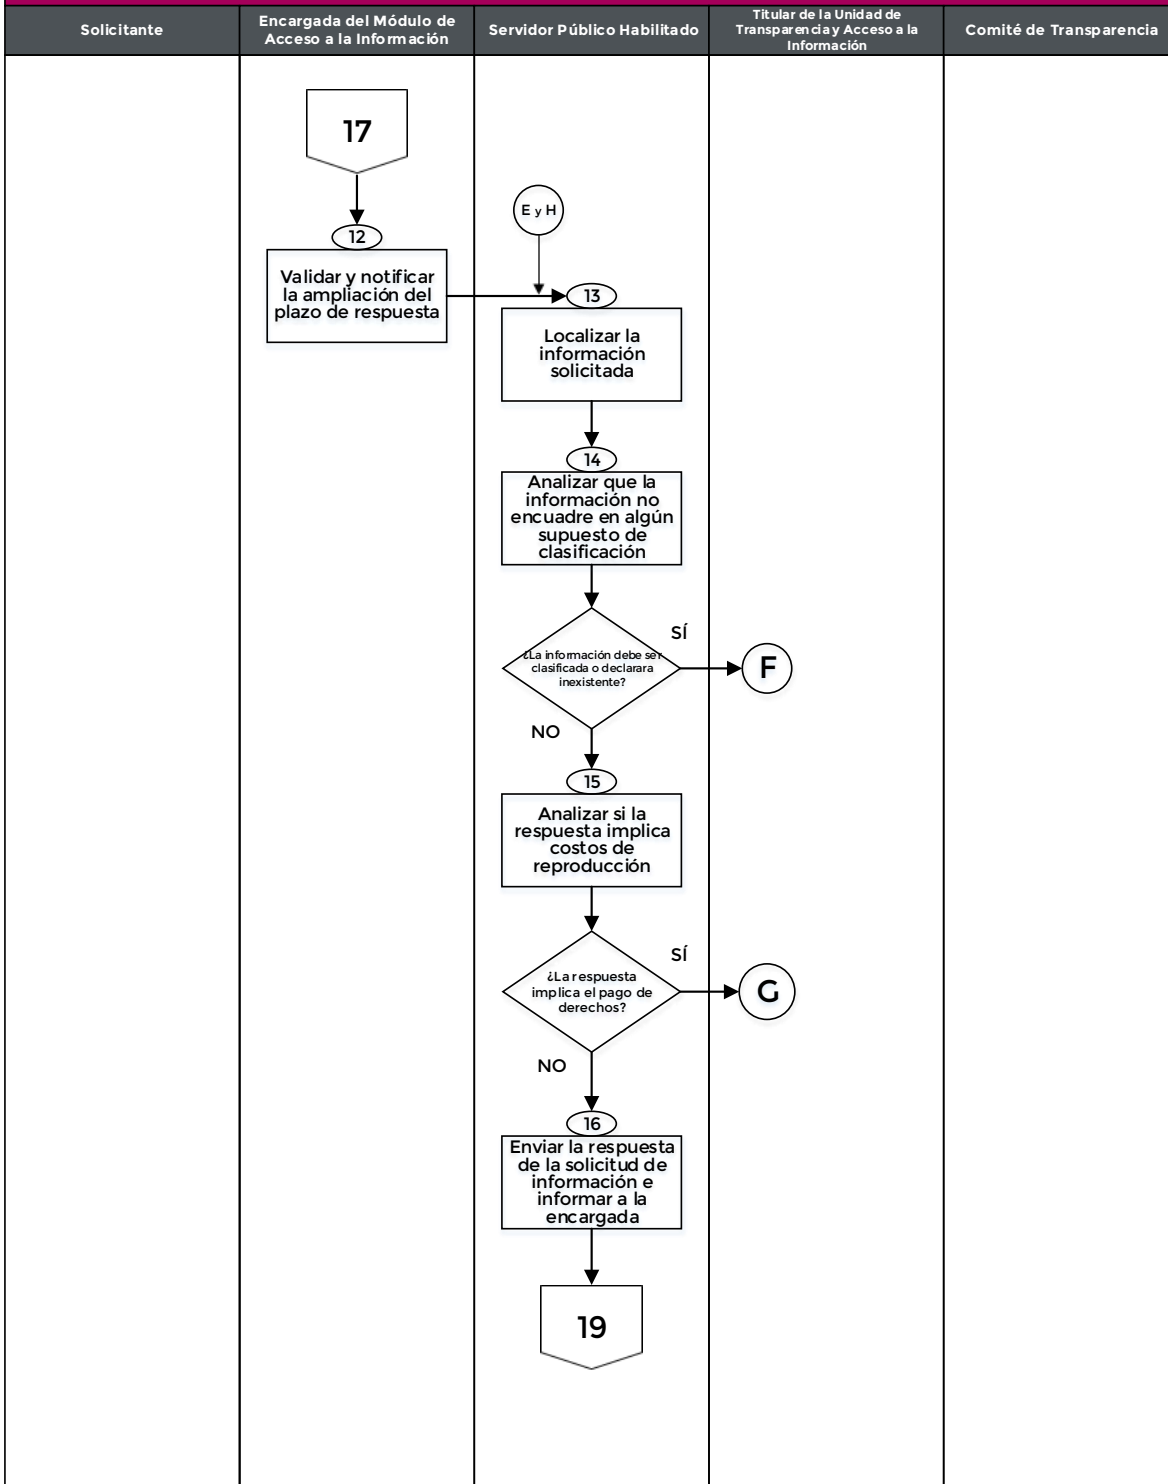 Solicitante
Encargada del Módulo de
Acceso a la Información
Servidor Público Habilitado
Titular de la Unidad de
Transparencia y Acceso a la
Información
Comité de Transparencia
17
12
Validar y notificar
la ampliación del
plazo de respuesta
E y H
13
Localizar la
información
solicitada
14
Analizar que la
información no
encuadre en algún
supuesto de
clasificación
¿La información debe ser
clasificada o declarara
inexistente?
SÍ
F
NO
15
Analizar si la
respuesta implica
costos de
reproducción
¿La respuesta
implica el pago de
derechos?
SÍ
G
NO
16
Enviar la respuesta
de la solicitud de
información e
informar a la
encargada
19